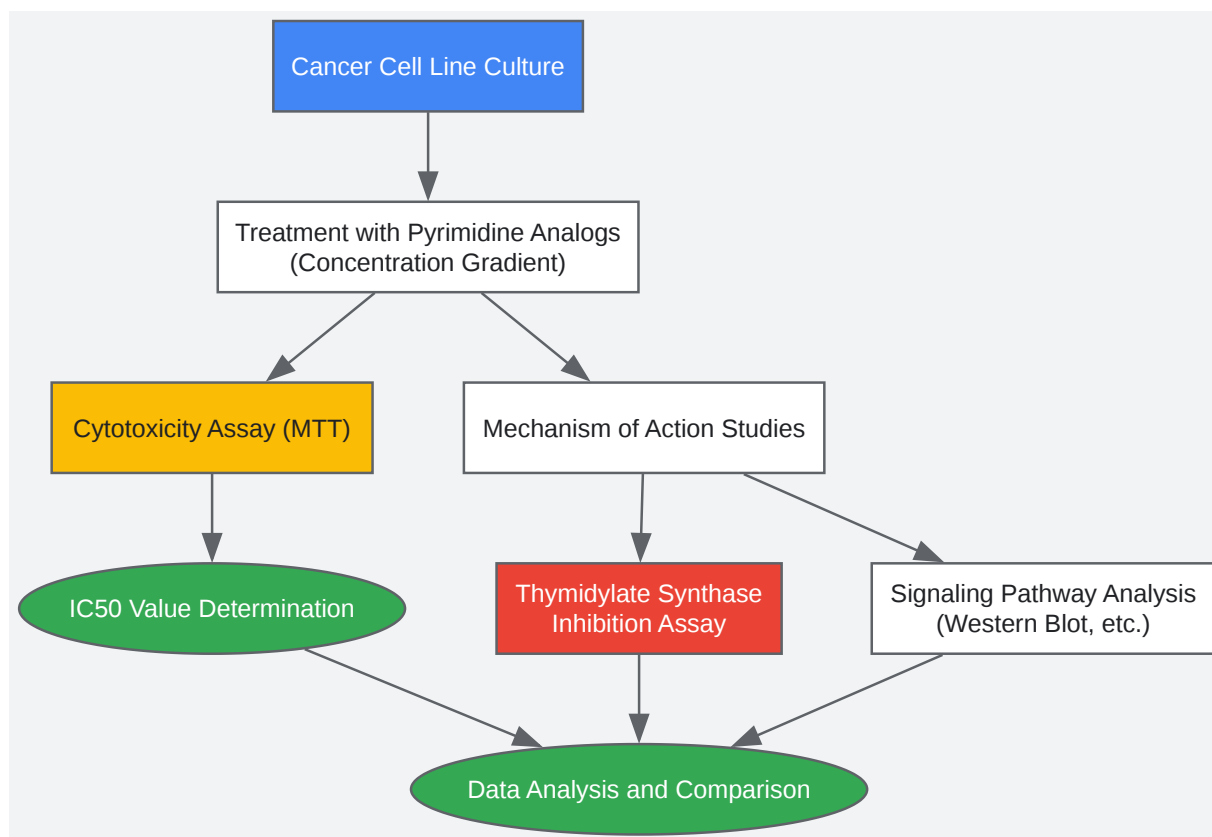 Cancer Cell Line Culture
Treatment with Pyrimidine Analogs
(Concentration Gradient)
Cytotoxicity Assay (MTT)
Mechanism of Action Studies
IC50 Value Determination
Thymidylate Synthase
Inhibition Assay
Signaling Pathway Analysis
(Western Blot, etc.)
Data Analysis and Comparison